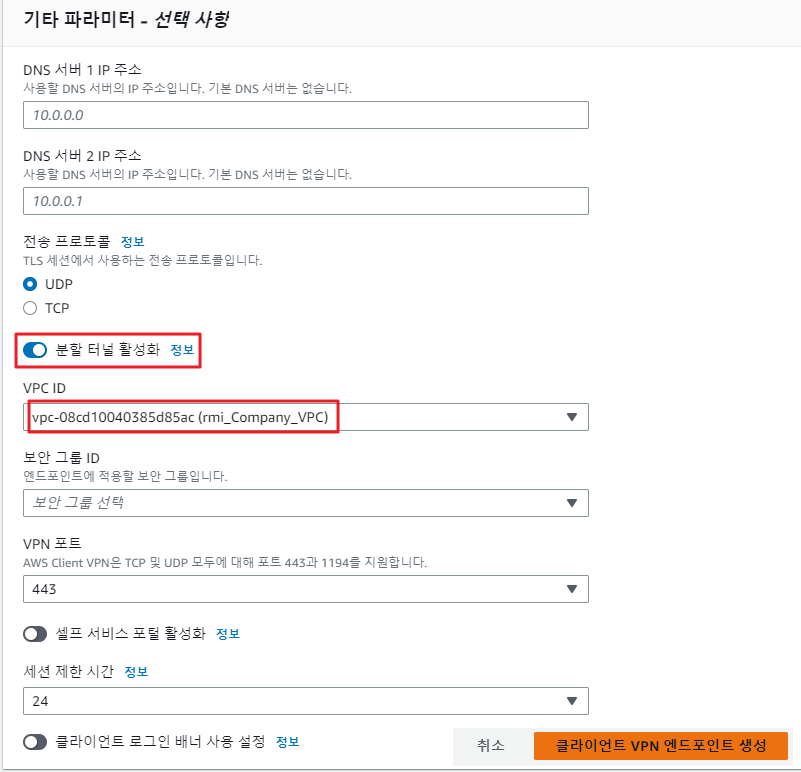 기타 파라미터 - 선택 사항
DNS 서버 1 IP 주소
사용할 DNS 서버의 IP 주소입니다. 기본 DNS 서버는 없습니다.
10.0.0.0
DNS 서버 2 IP 주소
사용할 DNS 서버의 IP 주소입니다. 기본 DNS 서버는 없습니다.
10.0.0.1
전송 프로토콜 정보
TLS 세션에서 사용하는 전송 프로토콜입니다.
UDP
TCP
분할 터널 활성화 정보
VPC ID
vpc-08cd10040385d85ac (rmi_Company_VPC)
보안 그룹 ID
엔드포인트에 적용할 보안 그룹입니다.
보안 그룹 선택
VPN 포트
AWS Client VPN은 TCP 및 UDP 모두에 대해 포트 443과 1194를 지원합니다.
443
셀프 서비스 포털 활성화 정보
세션 제한 시간 정보
24
클라이언트 로그인 배너 사용 설정 정보
취소 클라이언트 VPN 엔드포인트 생성